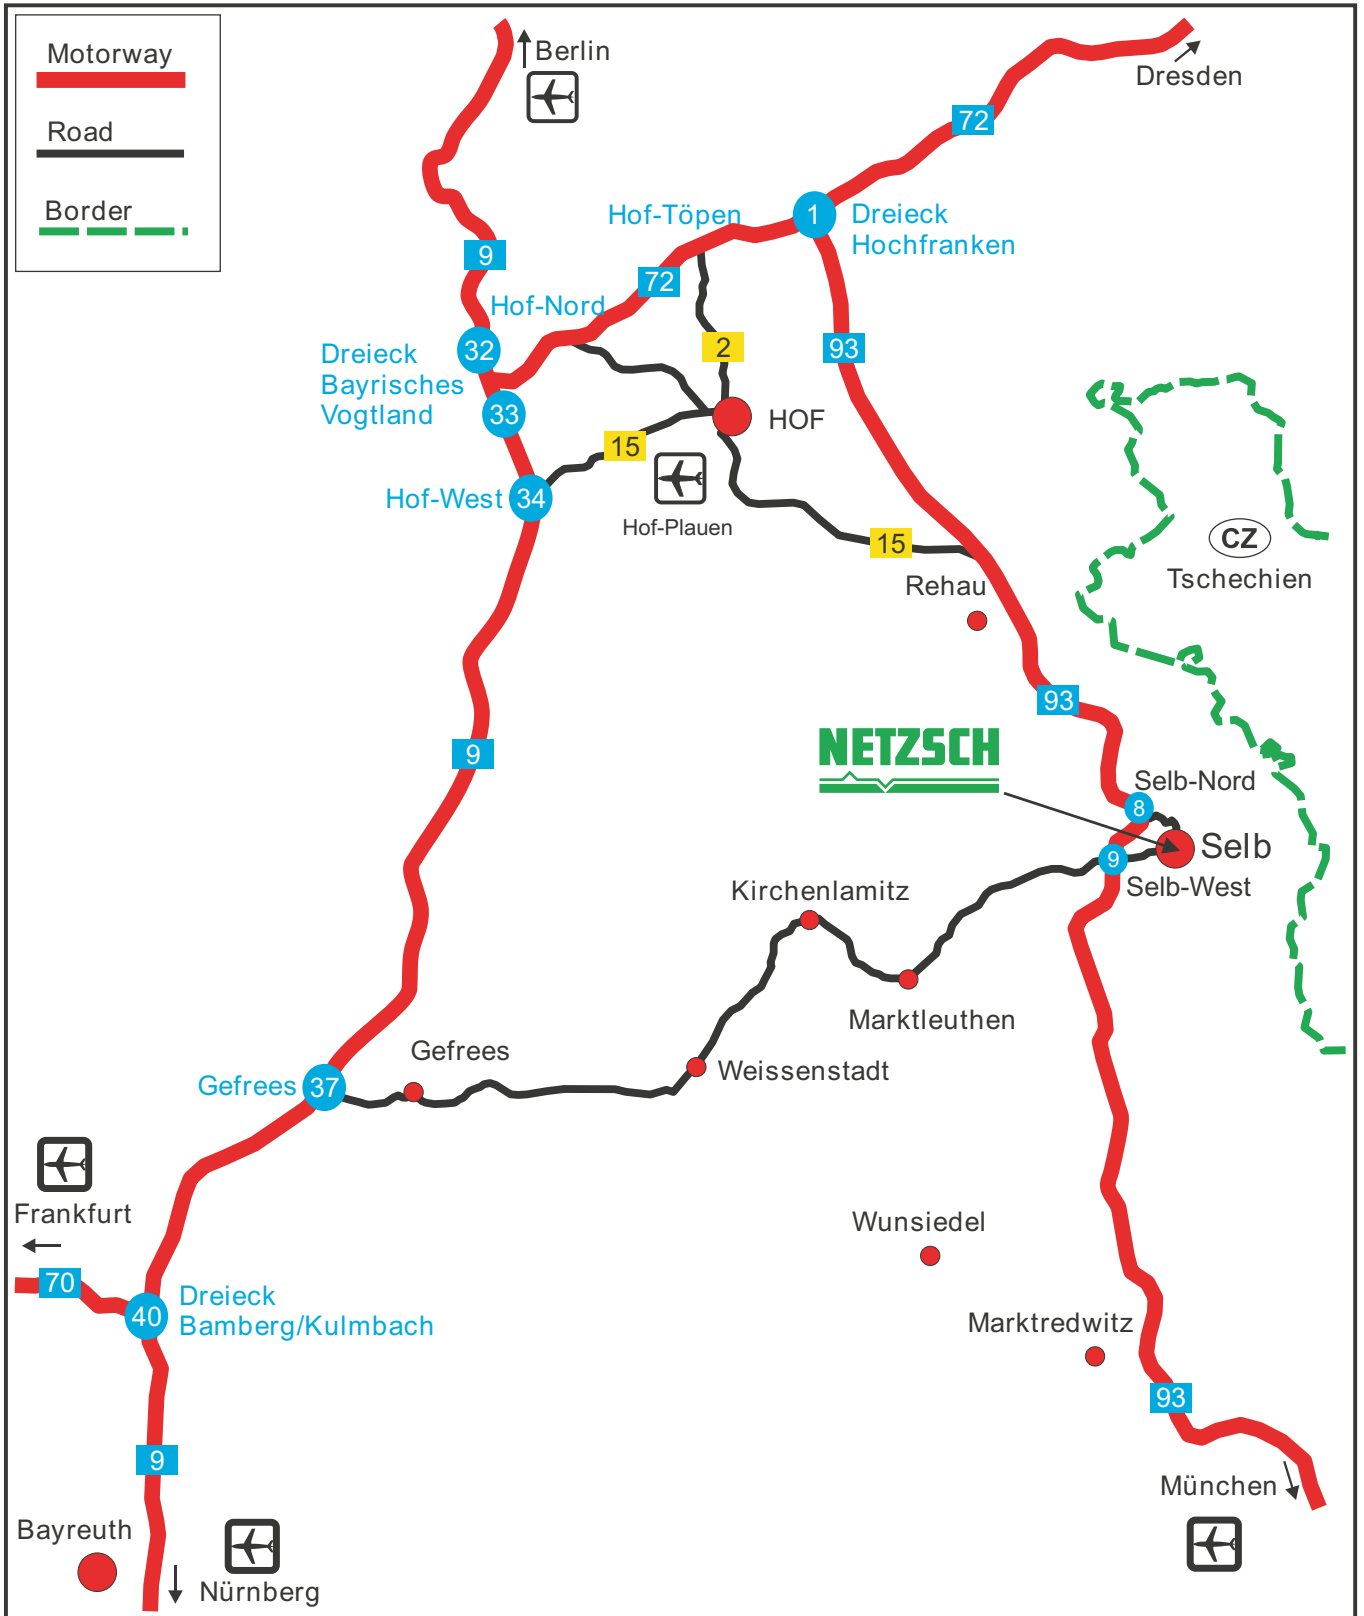 Motorway
Road
Border
Berlin
Dresden
72
Hof-Töpen
1
Dreieck
Hochfranken
9
72
Hof-Nord
32
Dreieck
Bayrisches
Vogtland
2
93
33
HOF
15
Hof-West
34
Hof-Plauen
15
CZ
Tschechien
Rehau
93
NETZSCH
9
Selb-Nord
8
Selb
9
Selb-West
Kirchenlamitz
Marktleuthen
Gefrees
Weissenstadt
Gefrees
37
Frankfurt
Wunsiedel
70
40
Dreieck
Bamberg/Kulmbach
Marktredwitz
93
9
München
Bayreuth
Nürnberg